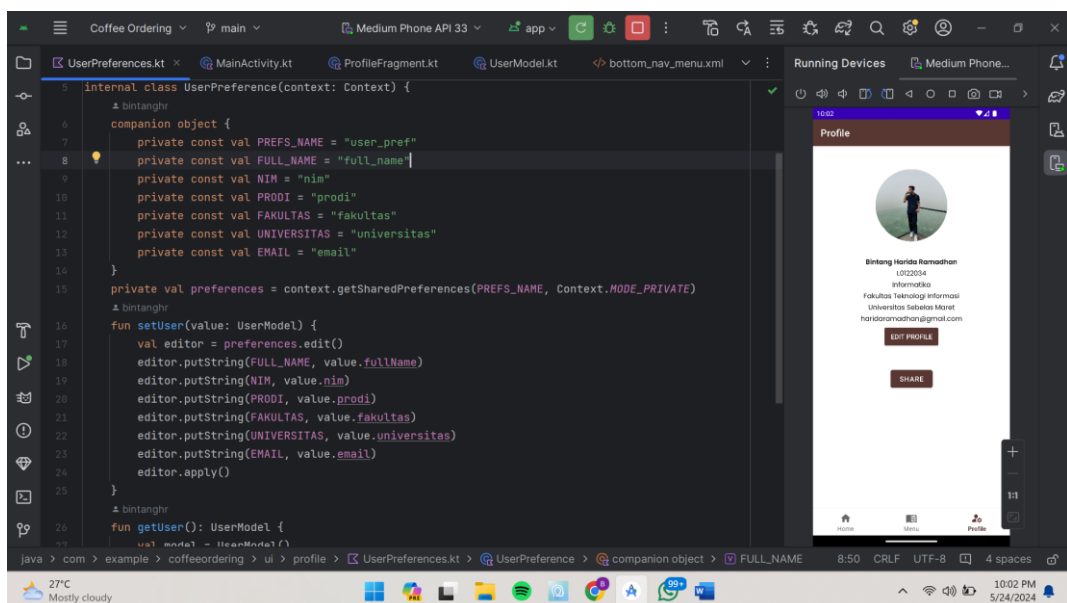 Coffee Ordering main Medium Phone API 33 app
UserPreferences.kt MainActivity.kt ProfileFragment.kt UserModel.kt bottom_nav_menu.xml Running Devices Medium Phone...
5 internal class UserPreference(context: Context) {
bintanghr
6 companion object {
7 private const val PREFS_NAME = "user_pref"
8 private const val FULL_NAME = "full_name"
9 private const val NIM = "nim"
10 private const val PRODI = "prodi"
11 private const val FAKULTAS = "fakultas"
12 private const val UNIVERSITAS = "universitas"
13 private const val EMAIL = "email"
14 }
15 private val preferences = context.getSharedPreferences(PREFS_NAME, Context.MODE_PRIVATE)
bintanghr
16 fun setUser(value: UserModel) {
17 val editor = preferences.edit()
18 editor.putString(FULL_NAME, value.fullName)
19 editor.putString(NIM, value.nim)
20 editor.putString(PRODI, value.prodi)
21 editor.putString(FAKULTAS, value.fakultas)
22 editor.putString(UNIVERSITAS, value.universitas)
23 editor.putString(EMAIL, value.email)
24 editor.apply()
25 }
bintanghr
26 fun getUser(): UserModel {
27 val model = UserModel()
10:02
Profile
Bintang Harida Ramadhan
L0122034
Informatika
Fakultas Teknologi Informasi
Universitas Sebelas Maret
haridaramadhan@gmail.com
EDIT PROFILE
SHARE
1:1
Home Menu Profile
java > com > example > coffeeordering > ui > profile > UserPreferences.kt > UserPreference > companion object > FULL_NAME 8:50 CRLF UTF-8 4 spaces
27°C
Mostly cloudy
PRE
99+
10:02 PM
5/24/2024